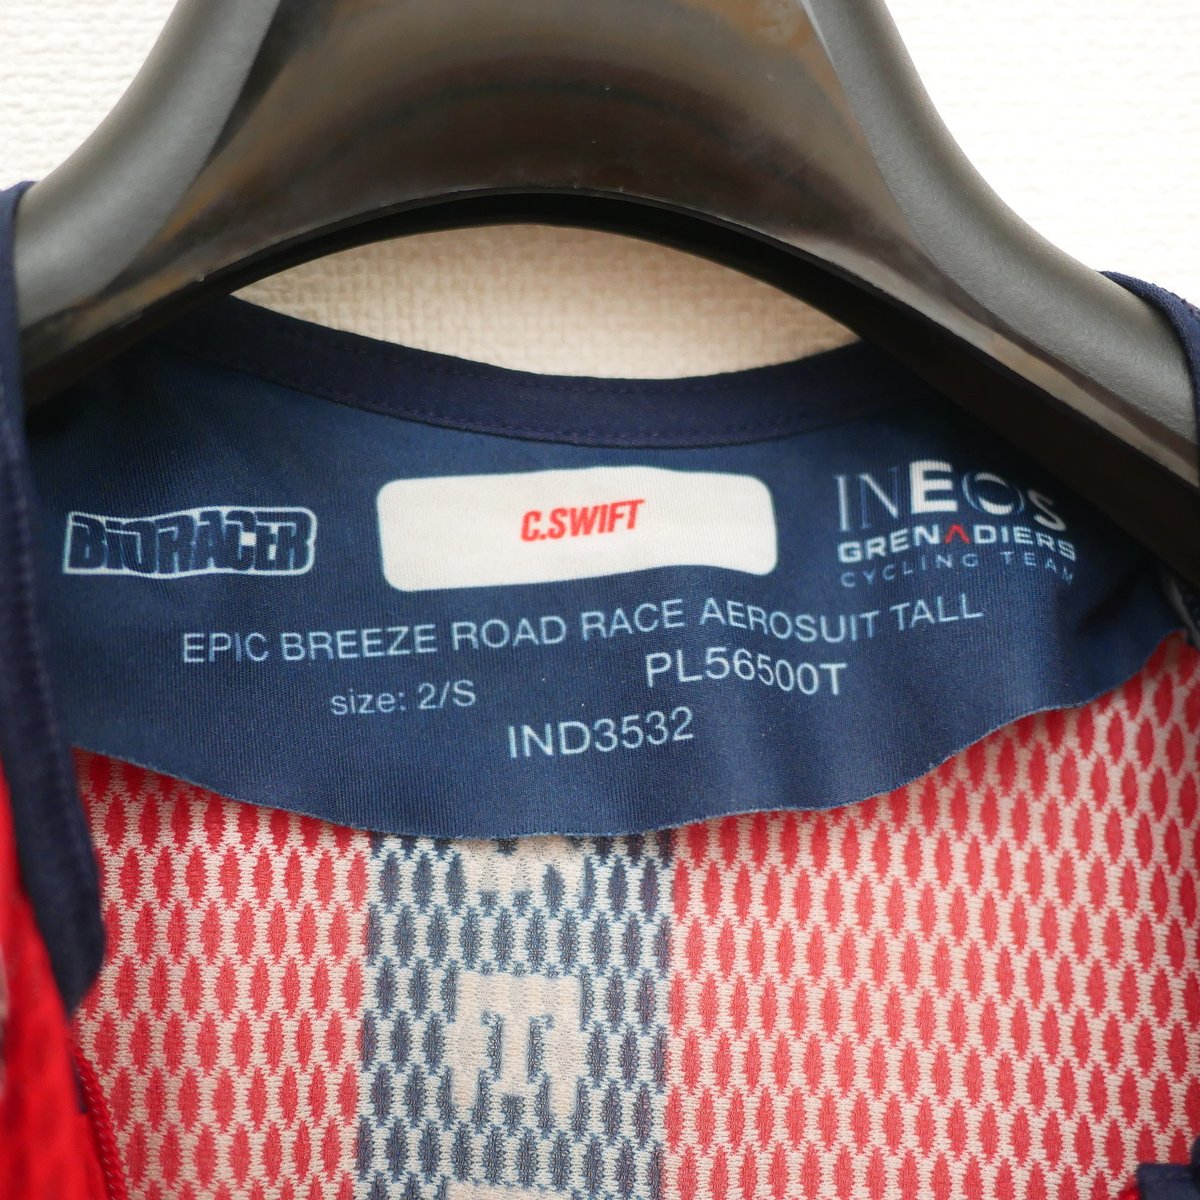 BIORACER
C.SWIFT
INEOS
GRENADIERS
CYCLING TEAM
EPIC BREEZE ROAD RACE AEROSUIT TALL
size: 2/S
PL56500T
IND3532